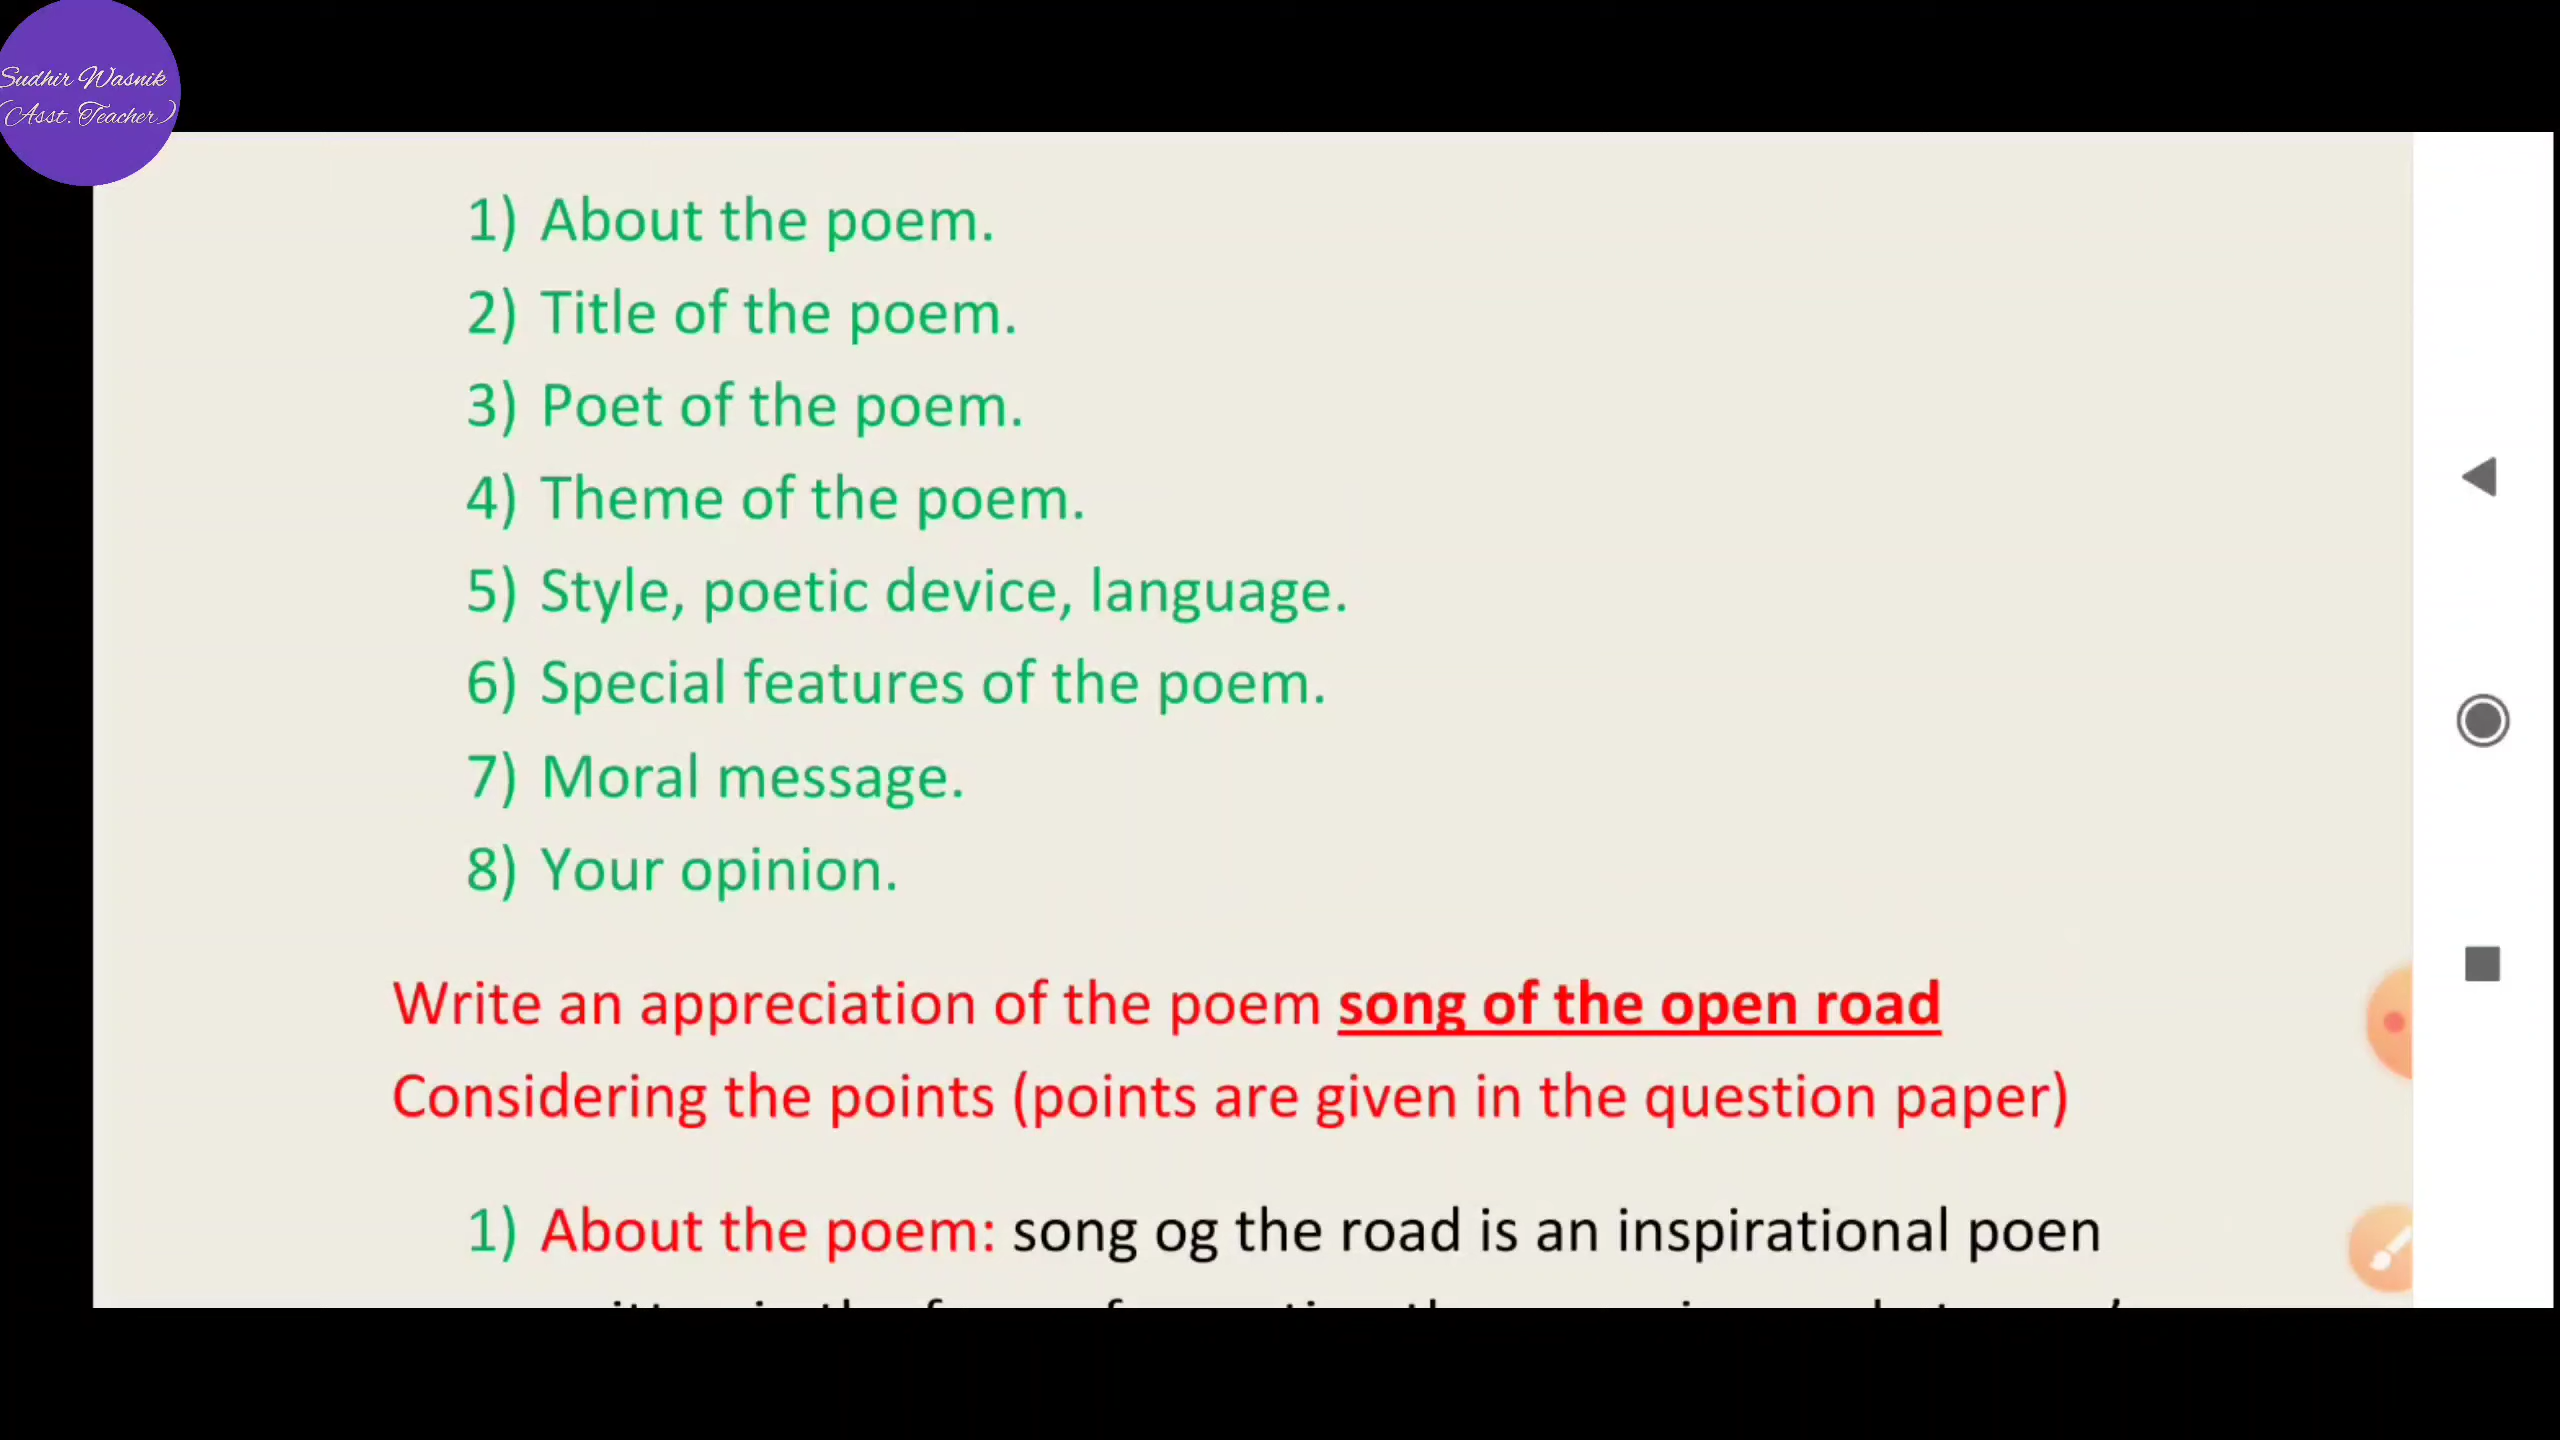 Sudhir Wasnik
(Asst. Teacher)
1) About the poem.
2) Title of the poem.
3) Poet of the poem.
4) Theme of the poem.
5) Style, poetic device, language.
6) Special features of the poem.
7) Moral message.
8) Your opinion.
Write an appreciation of the poem song of the open road
Considering the points (points are given in the question paper)
1) About the poem: song og the road is an inspirational poen